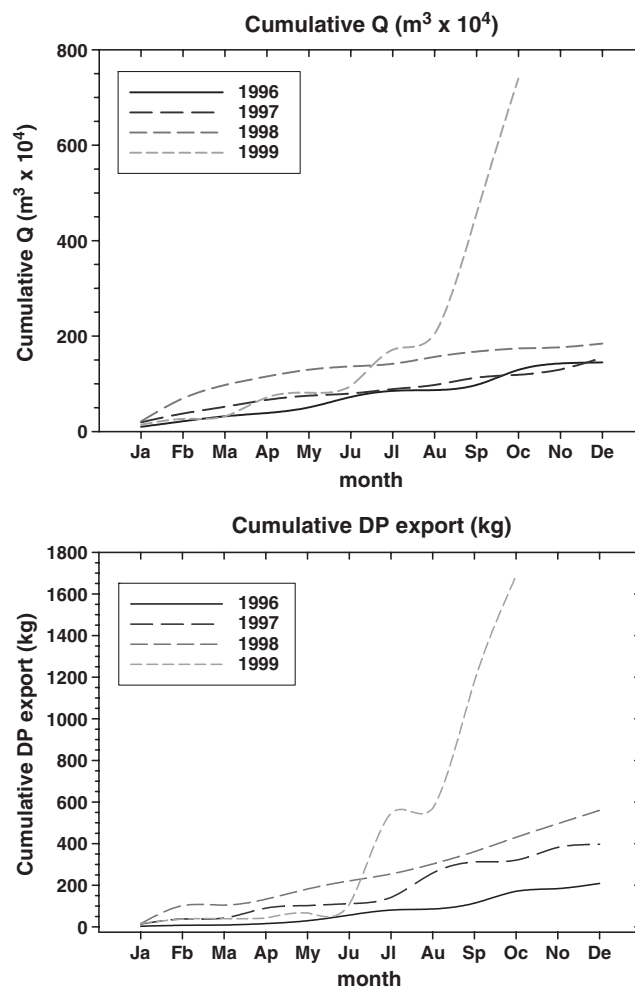 Cumulative Q (m³ x 10⁴)
Cumulative Q (m³ x 10⁴)
800
600
400
200
0
1996
1997
1998
1999
Ja Fb Ma Ap My Ju Jl Au Sp Oc No De
month
Cumulative DP export (kg)
Cumulative DP export (kg)
1800
1600
1400
1200
1000
800
600
400
200
0
1996
1997
1998
1999
Ja Fb Ma Ap My Ju Jl Au Sp Oc No De
month